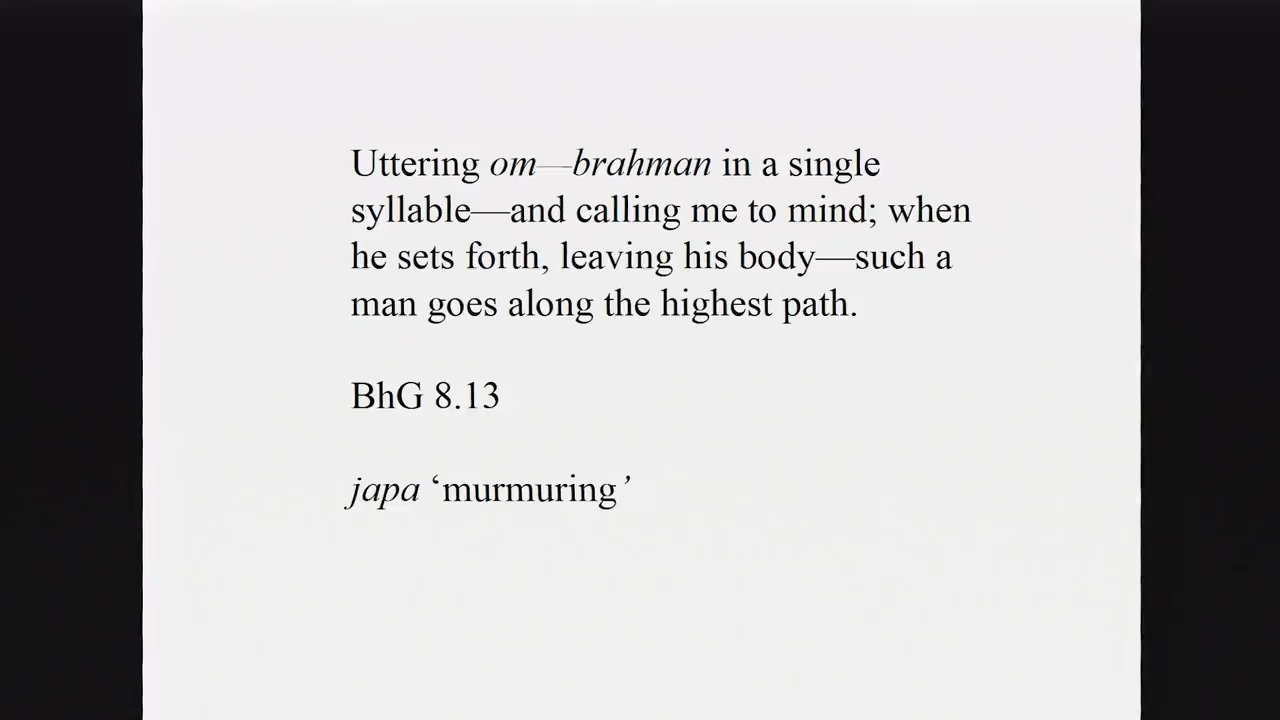 Uttering om—brahman in a single
syllable—and calling me to mind; when
he sets forth, leaving his body—such a
man goes along the highest path.
BhG 8.13
japa ‘murmuring’